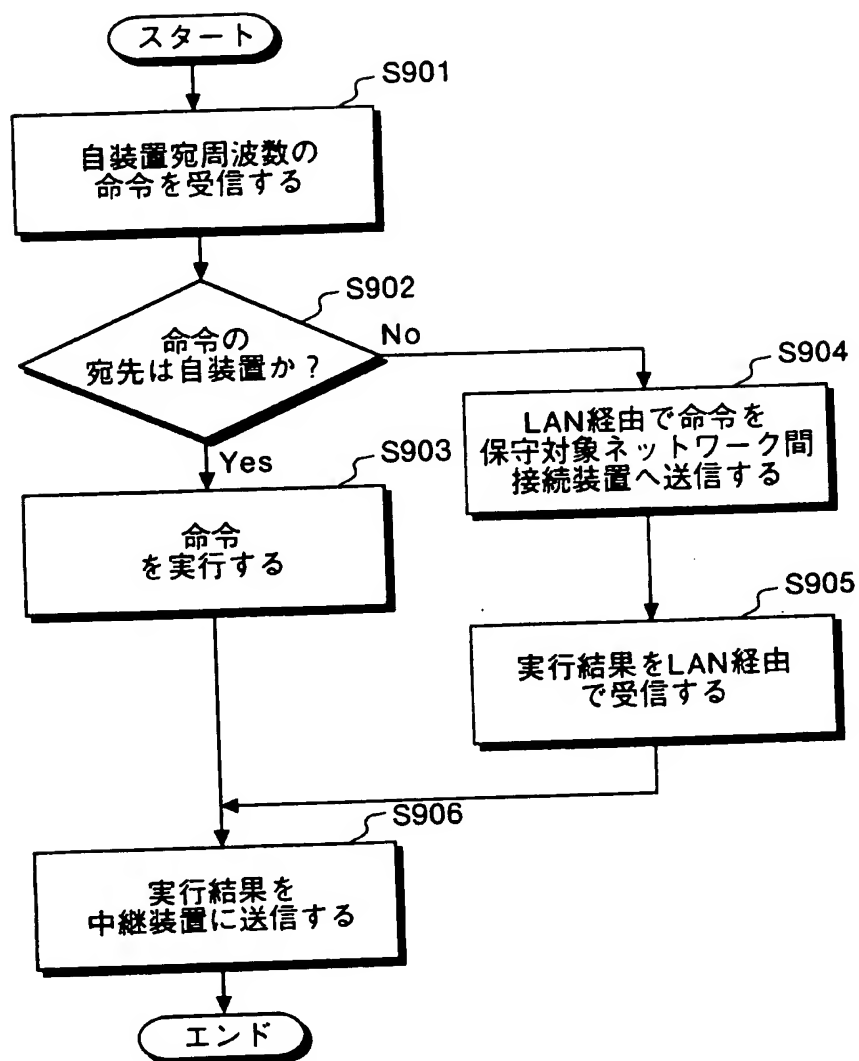 スタート
S901
自装置宛周波数の
命令を受信する
S902
命令の
宛先は自装置か？
No
Yes
S903
命令
を実行する
S904
LAN経由で命令を
保守対象ネットワーク間
接続装置へ送信する
S905
実行結果をLAN経由
で受信する
S906
実行結果を
中継装置に送信する
エンド